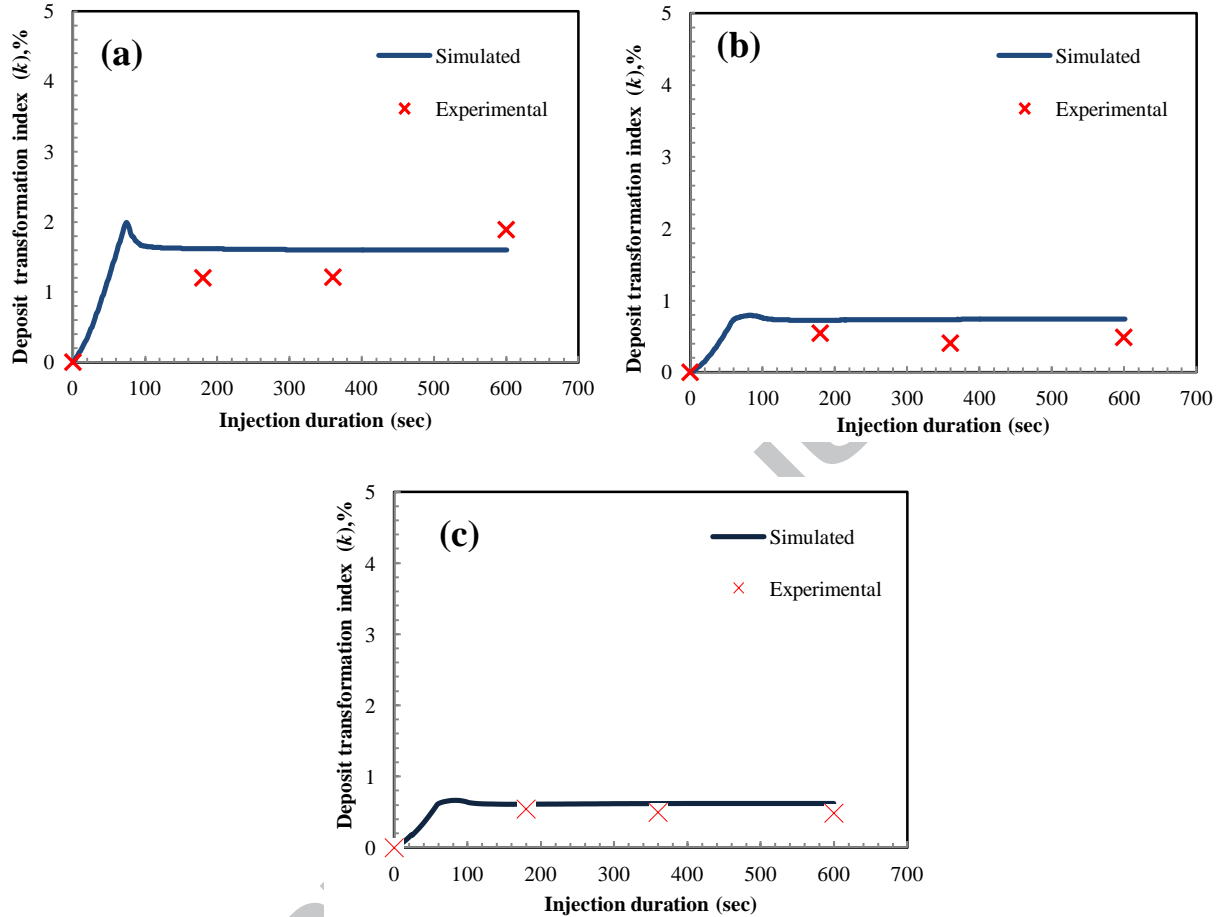 (a)
Deposit transformation index (k),%
5
4
3
2
1
0
Simulated
Experimental
0 100 200 300 400 500 600 700
Injection duration (sec)
(b)
Deposit transformation index (k),%
5
4
3
2
1
0
Simulated
Experimental
0 100 200 300 400 500 600 700
Injection duration (sec)
(c)
Deposit transformation index (k),%
5
4
3
2
1
0
Simulated
Experimental
0 100 200 300 400 500 600 700
Injection duration (sec)